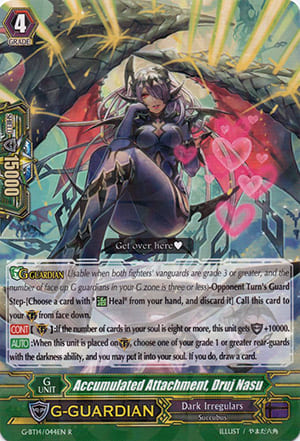 4
GRADE
15000
Get over here♥
G GUARDIAN Usable when both fighters' vanguards are grade 3 or greater, and the
number of face up G guardians in your G zone is three or less)-Opponent Turn's Guard
Step-[Choose a card with " Heal" from your hand, and discard it] Call this card to
your from face down.
CONT :If the number of cards in your soul is eight or more, this unit gets +10000.
AUTO:When this unit is placed on , choose one of your grade 1 or greater rear-guards
with the darkness ability, and you may put it into your soul. If you do, draw a card.
G
UNIT
Accumulated Attachment, Druj Nasu
G-GUARDIAN
Dark Irregulars
Succubus
G-BT14/044EN R
ILLUST / やまだ六角